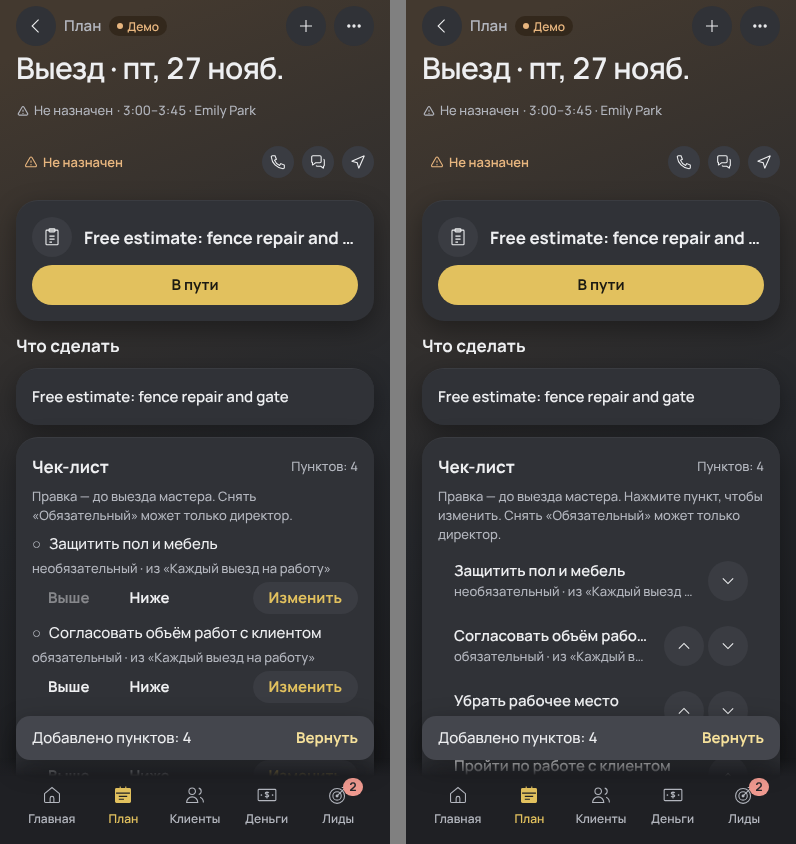 План
Демо
Выезд · пт, 27 нояб.
Не назначен · 3:00–3:45 · Emily Park
Не назначен
Free estimate: fence repair and ...
В пути
Что сделать
Free estimate: fence repair and gate
Чек-лист
Пунктов: 4
Правка — до выезда мастера. Снять
«Обязательный» может только директор.
Защитить пол и мебель
необязательный · из «Каждый выезд на работу»
Выше Ниже Изменить
Согласовать объём работ с клиентом
обязательный · из «Каждый выезд на работу»
Выше Ниже Изменить
Добавлено пунктов: 4 Вернуть
Выше Ниже Изменить
2
Главная План Клиенты Деньги Лиды
План
Демо
Выезд · пт, 27 нояб.
Не назначен · 3:00–3:45 · Emily Park
Не назначен
Free estimate: fence repair and ...
В пути
Что сделать
Free estimate: fence repair and gate
Чек-лист
Пунктов: 4
Правка — до выезда мастера. Нажмите пункт, чтобы
изменить. Снять «Обязательный» может только
директор.
Защитить пол и мебель
необязательный · из «Каждый выезд ...
Согласовать объём рабо...
обязательный · из «Каждый в...
Убрать рабочее место
Добавлено пунктов: 4 Вернуть
Пройти по работе с клиентом
2
Главная План Клиенты Деньги Лиды